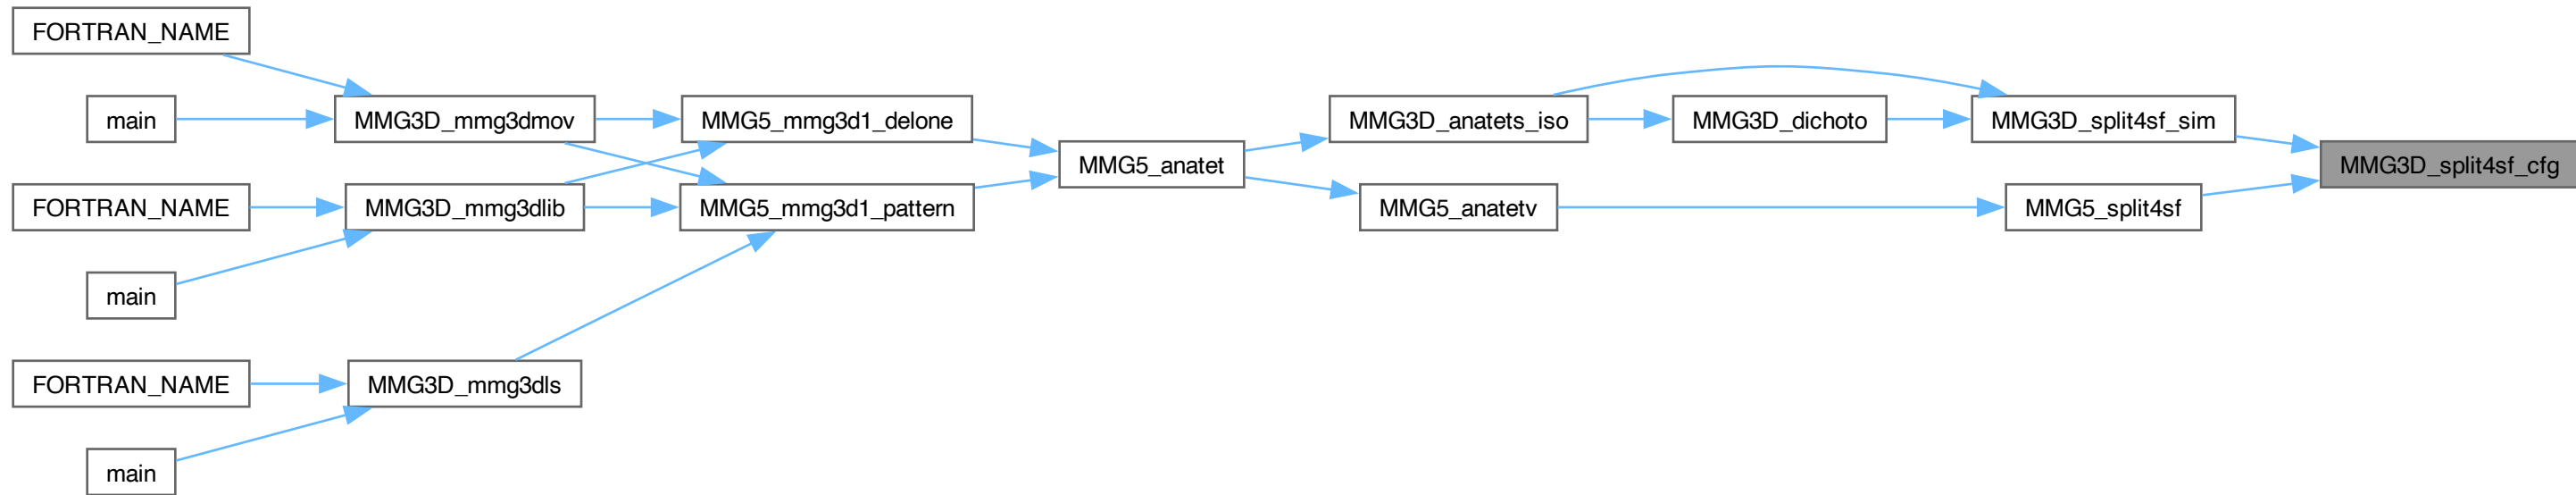 FORTRAN_NAME
main
MMG3D_mmg3dmov
MMG5_mmg3d1_delone
MMG3D_anatets_iso
MMG3D_dichoto
MMG3D_split4sf_sim
MMG5_anatet
MMG3D_split4sf_cfg
FORTRAN_NAME
MMG3D_mmg3dlib
MMG5_mmg3d1_pattern
MMG5_anatetv
MMG5_split4sf
main
FORTRAN_NAME
MMG3D_mmg3dls
main